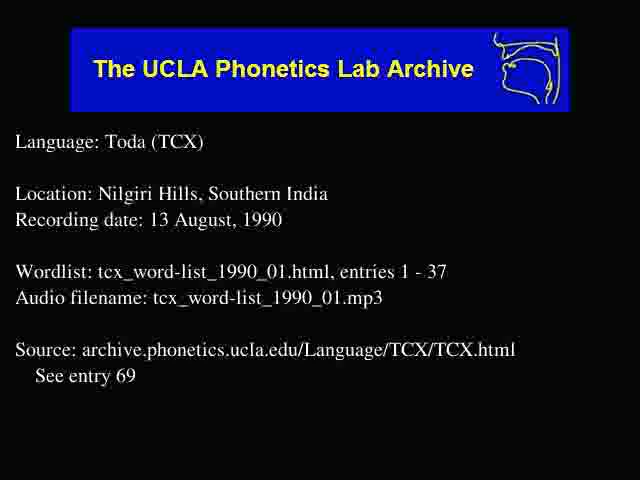 The UCLA Phonetics Lab Archive
Language: Toda (TCX)
Location: Nilgiri Hills, Southern India
Recording date: 13 August, 1990
Wordlist: tcx_word-list_1990_01.html, entries 1 - 37
Audio filename: tcx_word-list_1990_01.mp3
Source: archive.phonetics.ucla.edu/Language/TCX/TCX.html
See entry 69